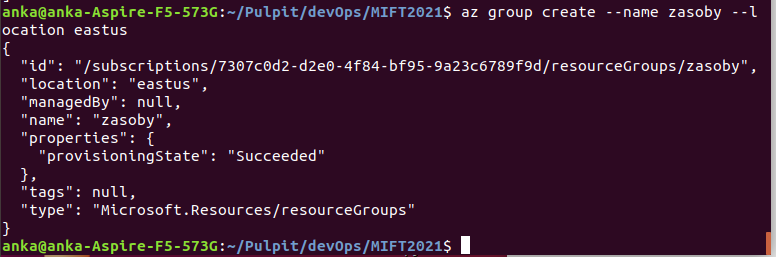 anka@anka-Aspire-F5-573G:~/Pulpit/devOps/MIFT2021$ az group create --name zasoby --l
ocation eastus
{
  "id": "/subscriptions/7307c0d2-d2e0-4f84-bf95-9a23c6789f9d/resourceGroups/zasoby",
  "location": "eastus",
  "managedBy": null,
  "name": "zasoby",
  "properties": {
    "provisioningState": "Succeeded"
  },
  "tags": null,
  "type": "Microsoft.Resources/resourceGroups"
}
anka@anka-Aspire-F5-573G:~/Pulpit/devOps/MIFT2021$